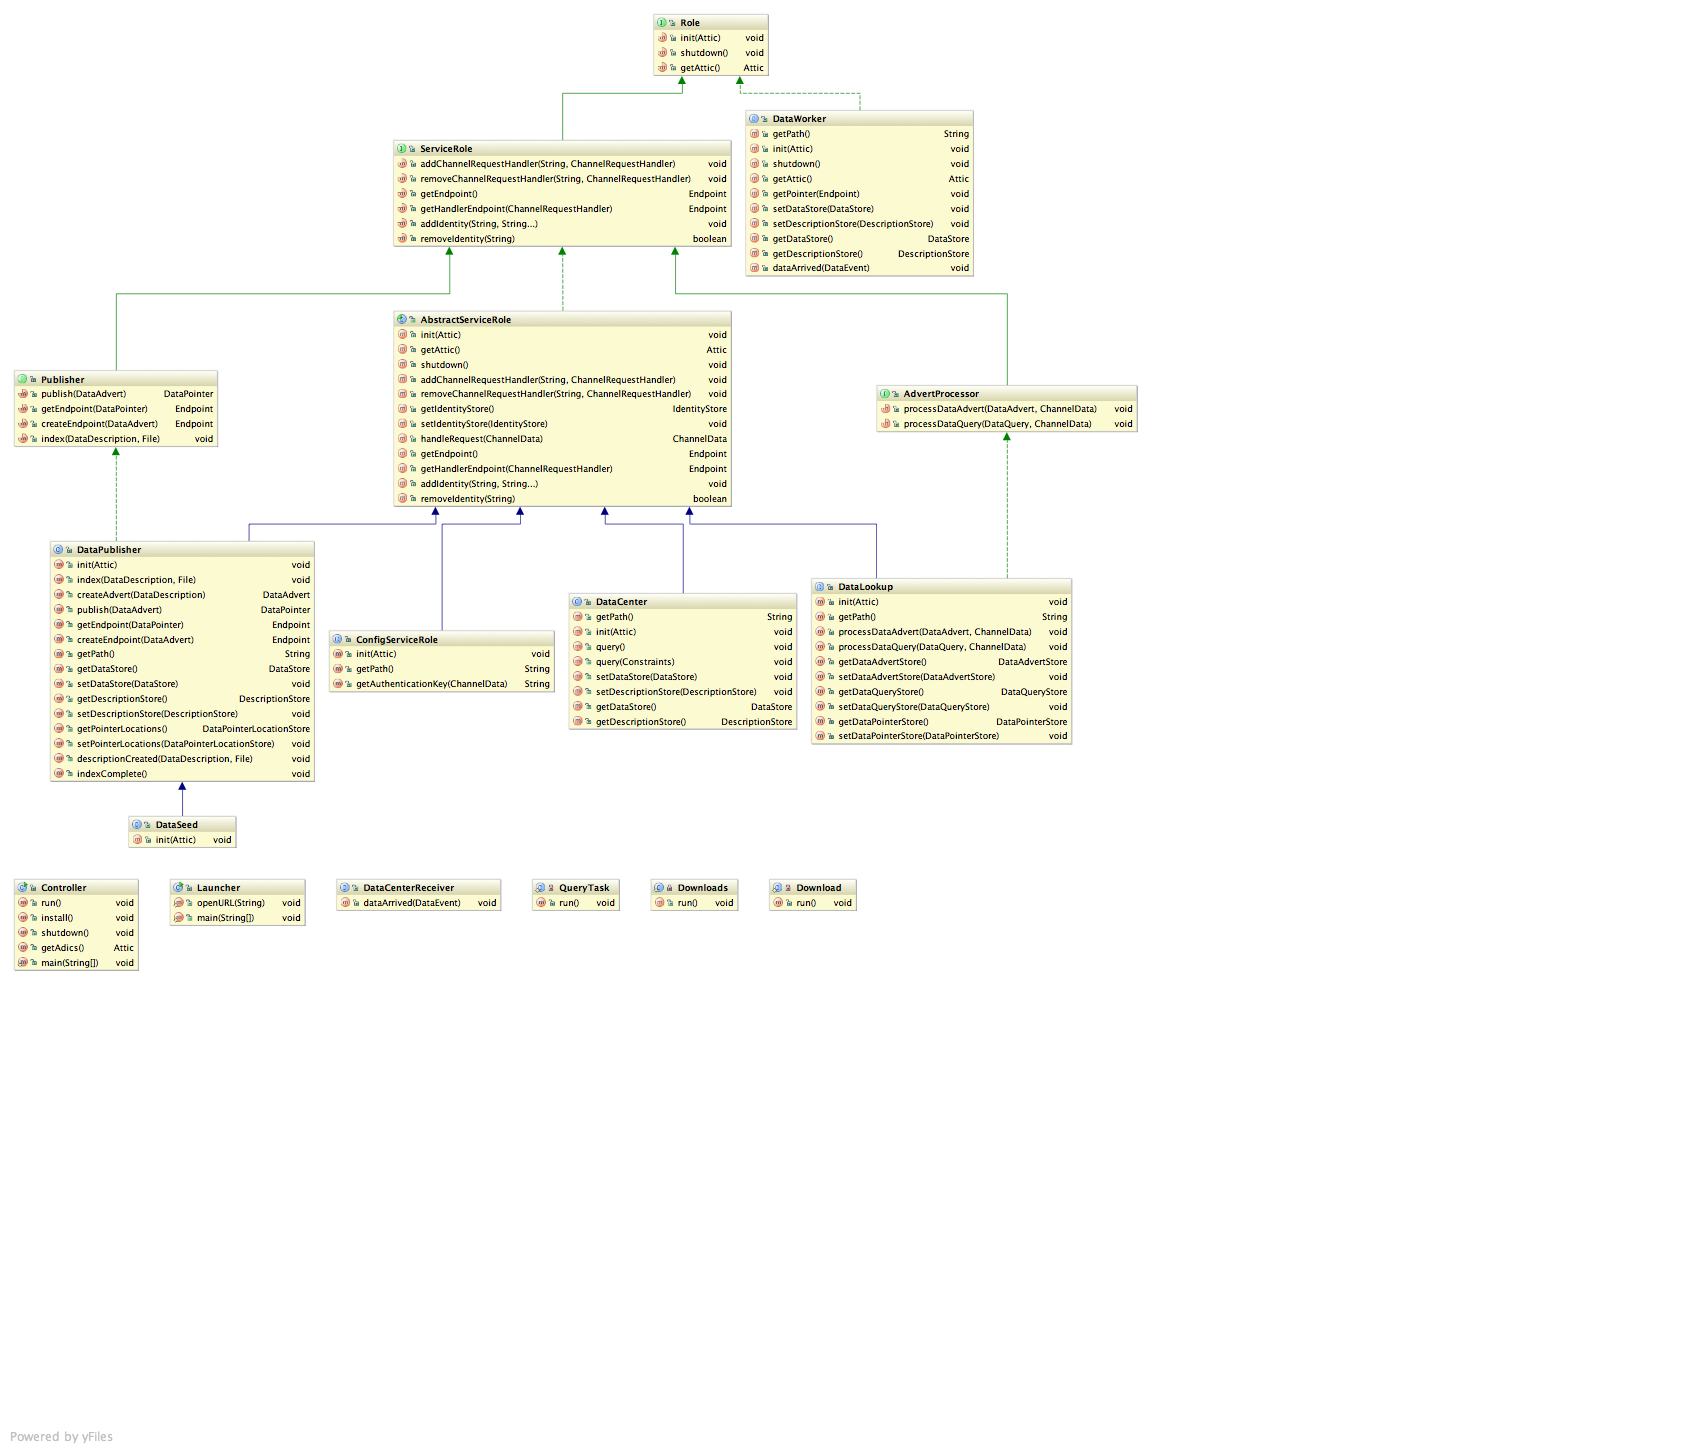 Role
init(Attic) void
shutdown() void
getAttic() Attic
DataWorker
getPath() String
init(Attic) void
shutdown() void
getAttic() Attic
getPointer(Endpoint) void
setDataStore(DataStore) void
setDescriptionStore(DescriptionStore) void
getDataStore() DataStore
getDescriptionStore() DescriptionStore
dataArrived(DataEvent) void
ServiceRole
addChannelRequestHandler(String, ChannelRequestHandler) void
removeChannelRequestHandler(String, ChannelRequestHandler) void
getEndpoint() Endpoint
getHandlerEndpoint(ChannelRequestHandler) Endpoint
addIdentity(String, String...) void
removeIdentity(String) boolean
AbstractServiceRole
init(Attic) void
getAttic() Attic
shutdown() void
addChannelRequestHandler(String, ChannelRequestHandler) void
removeChannelRequestHandler(String, ChannelRequestHandler) void
getIdentityStore() IdentityStore
setIdentityStore(IdentityStore) void
handleRequest(ChannelData) ChannelData
getEndpoint() Endpoint
getHandlerEndpoint(ChannelRequestHandler) Endpoint
addIdentity(String, String...) void
removeIdentity(String) boolean
Publisher
publish(DataAdvert) DataPointer
getEndpoint(DataPointer) Endpoint
createEndpoint(DataAdvert) Endpoint
index(DataDescription, File) void
AdvertProcessor
processDataAdvert(DataAdvert, ChannelData) void
processDataQuery(DataQuery, ChannelData) void
DataPublisher
init(Attic) void
index(DataDescription, File) void
createAdvert(DataDescription) DataAdvert
publish(DataAdvert) DataPointer
getEndpoint(DataPointer) Endpoint
createEndpoint(DataAdvert) Endpoint
getPath() String
getDataStore() DataStore
setDataStore(DataStore) void
getDescriptionStore() DescriptionStore
setDescriptionStore(DescriptionStore) void
getPointerLocations() DataPointerLocationStore
setPointerLocations(DataPointerLocationStore) void
descriptionCreated(DataDescription, File) void
indexComplete() void
ConfigServiceRole
init(Attic) void
getPath() String
getAuthenticationKey(ChannelData) String
DataCenter
getPath() String
init(Attic) void
query() void
query(Constraints) void
setDataStore(DataStore) void
setDescriptionStore(DescriptionStore) void
getDataStore() DataStore
getDescriptionStore() DescriptionStore
DataLookup
init(Attic) void
getPath() String
processDataAdvert(DataAdvert, ChannelData) void
processDataQuery(DataQuery, ChannelData) void
getDataAdvertStore() DataAdvertStore
setDataAdvertStore(DataAdvertStore) void
getDataQueryStore() DataQueryStore
setDataQueryStore(DataQueryStore) void
getDataPointerStore() DataPointerStore
setDataPointerStore(DataPointerStore) void
DataSeed
init(Attic) void
Controller
run() void
install() void
shutdown() void
getAdics() Attic
main(String[]) void
Launcher
openURL(String) void
main(String[]) void
DataCenterReceiver
dataArrived(DataEvent) void
QueryTask
run() void
Downloads
run() void
Download
run() void
Powered by yFiles